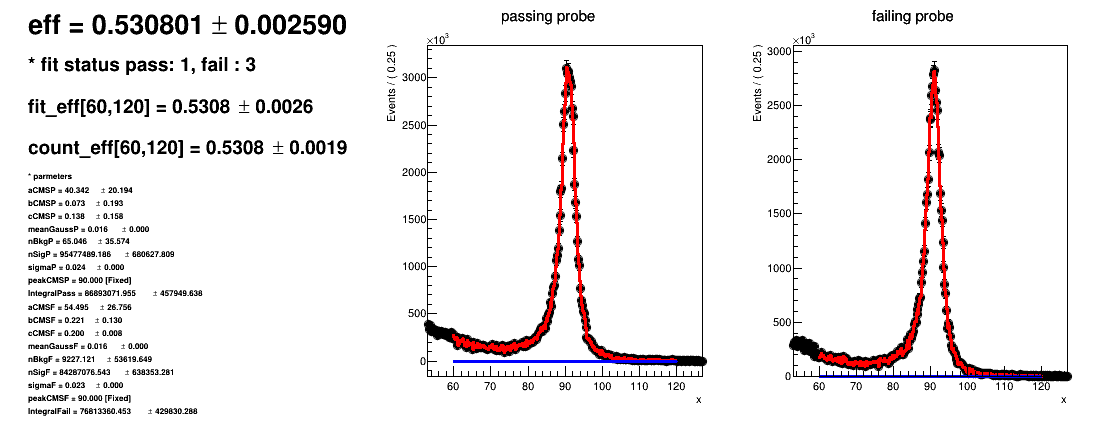 eff = 0.530801 ± 0.002590
* fit status pass: 1, fail : 3
fit_eff[60,120] = 0.5308 ± 0.0026
count_eff[60,120] = 0.5308 ± 0.0019
* parmeters
aCMSP = 40.342 ± 20.194
bCMSP = 0.073 ± 0.193
cCMSP = 0.138 ± 0.158
meanGaussP = 0.016 ± 0.000
nBkgP = 65.046 ± 35.574
nSigP = 95477489.186 ± 680627.809
sigmaP = 0.024 ± 0.000
peakCMSP = 90.000 [Fixed]
IntegralPass = 86893071.955 ± 457949.638
aCMSF = 54.495 ± 26.756
bCMSF = 0.221 ± 0.130
cCMSF = 0.200 ± 0.008
meanGaussF = 0.016 ± 0.000
nBkgF = 9227.121 ± 53619.649
nSigF = 84287076.543 ± 638353.281
sigmaF = 0.023 ± 0.000
peakCMSF = 90.000 [Fixed]
IntegralFail = 76813360.453 ± 429830.288
passing probe
×10³
Events / ( 0.25 )
3000
2500
2000
1500
1000
500
0
60 70 80 90 100 110 120
x
failing probe
×10³
Events / ( 0.25 )
3000
2500
2000
1500
1000
500
0
60 70 80 90 100 110 120
x